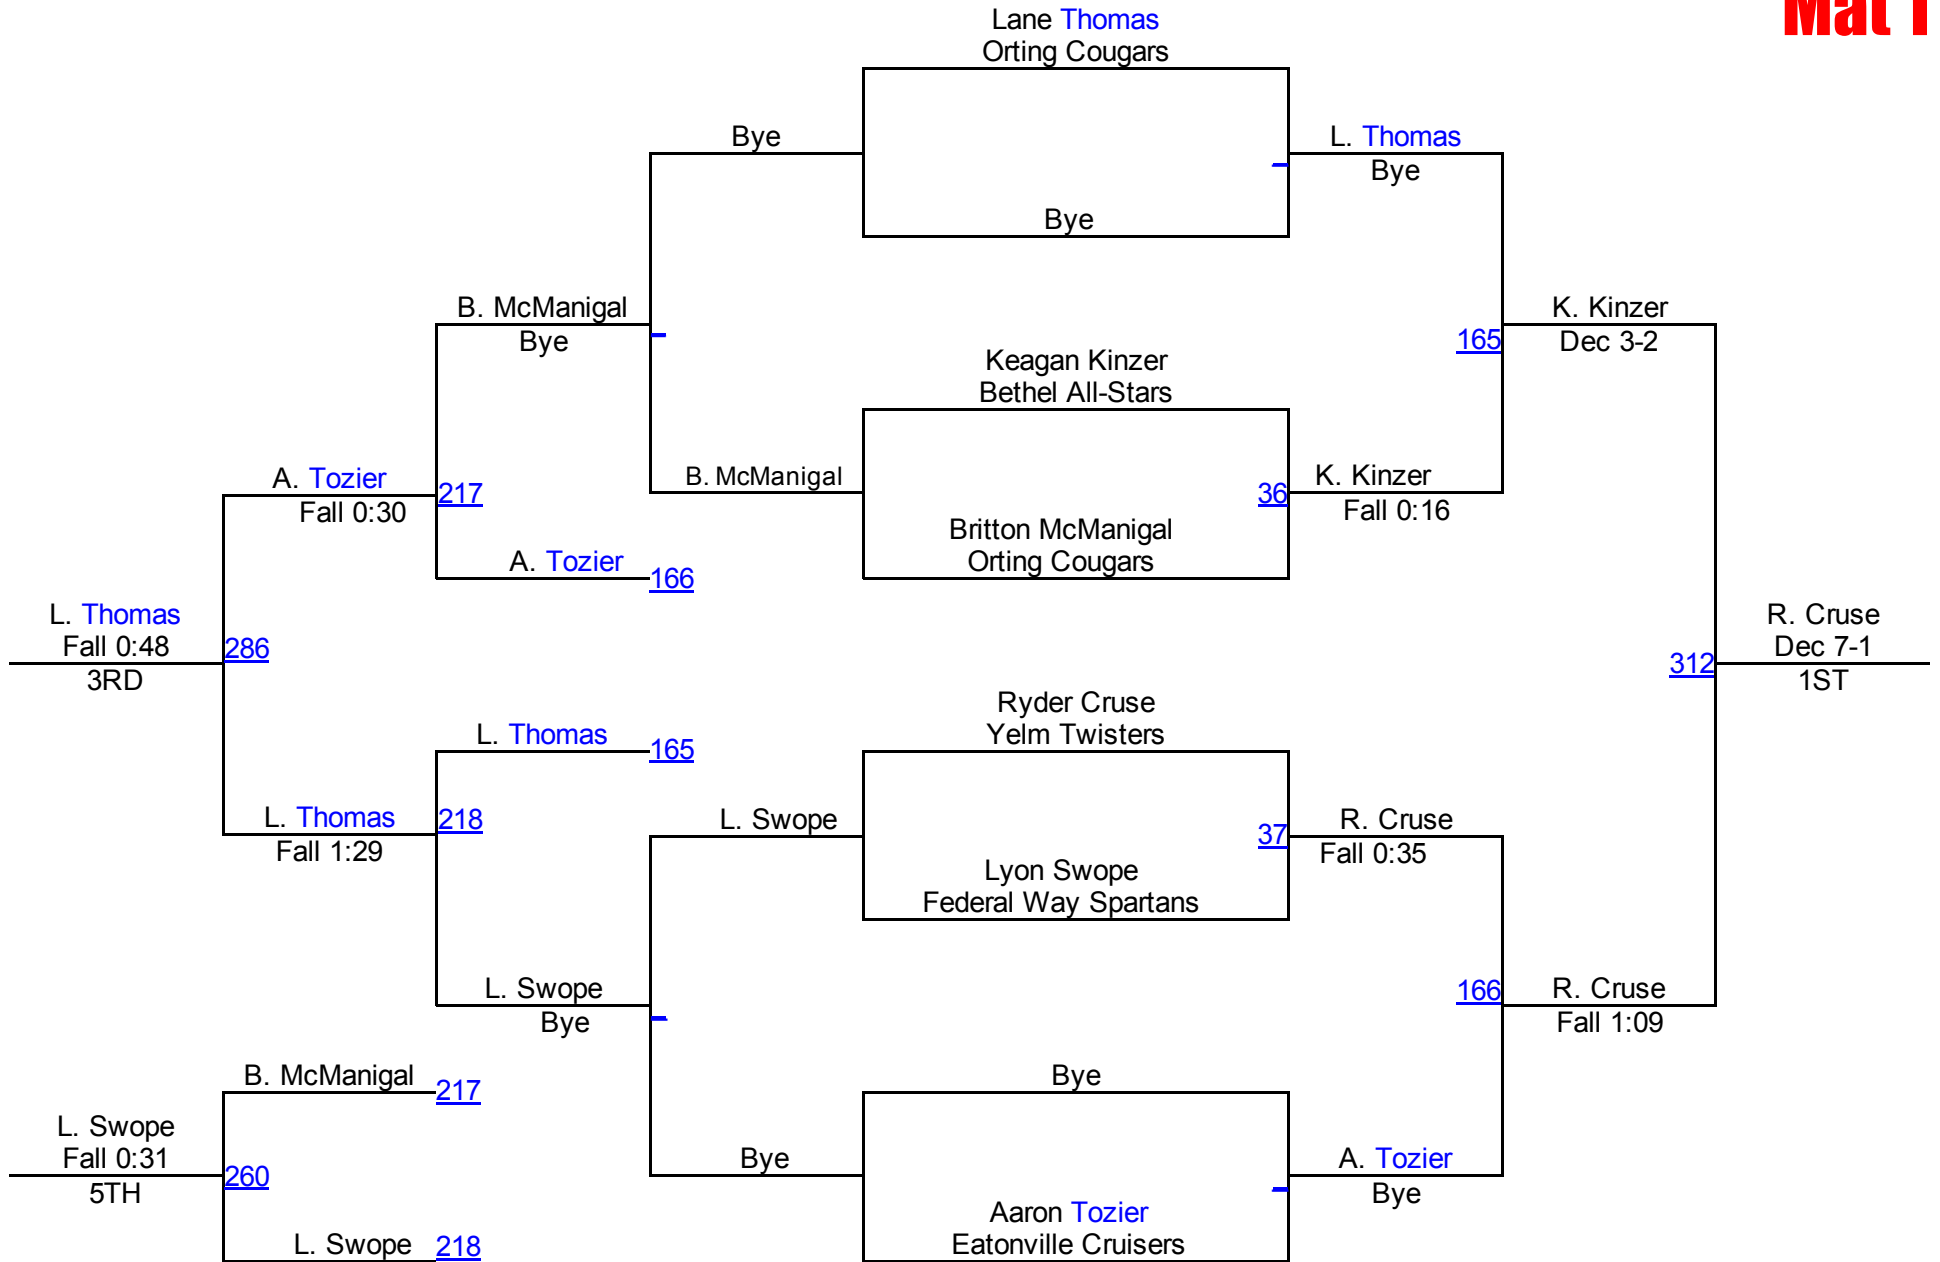 Mat 1
Lane Thomas
Orting Cougars
Bye
L. Thomas
Bye
Bye
B. McManigal
Bye
K. Kinzer
Dec 3-2
165
Keagan Kinzer
Bethel All-Stars
A. Tozier
Fall 0:30
217
B. McManigal
36
K. Kinzer
Fall 0:16
Britton McManigal
Orting Cougars
A. Tozier
166
L. Thomas
Fall 0:48
3RD
286
R. Cruse
Dec 7-1
1ST
312
Ryder Cruse
Yelm Twisters
L. Thomas
165
L. Thomas
Fall 1:29
218
L. Swope
37
R. Cruse
Fall 0:35
Lyon Swope
Federal Way Spartans
L. Swope
Bye
166
R. Cruse
Fall 1:09
B. McManigal
217
Bye
L. Swope
Fall 0:31
5TH
260
Bye
A. Tozier
Bye
Aaron Tozier
Eatonville Cruisers
L. Swope
218